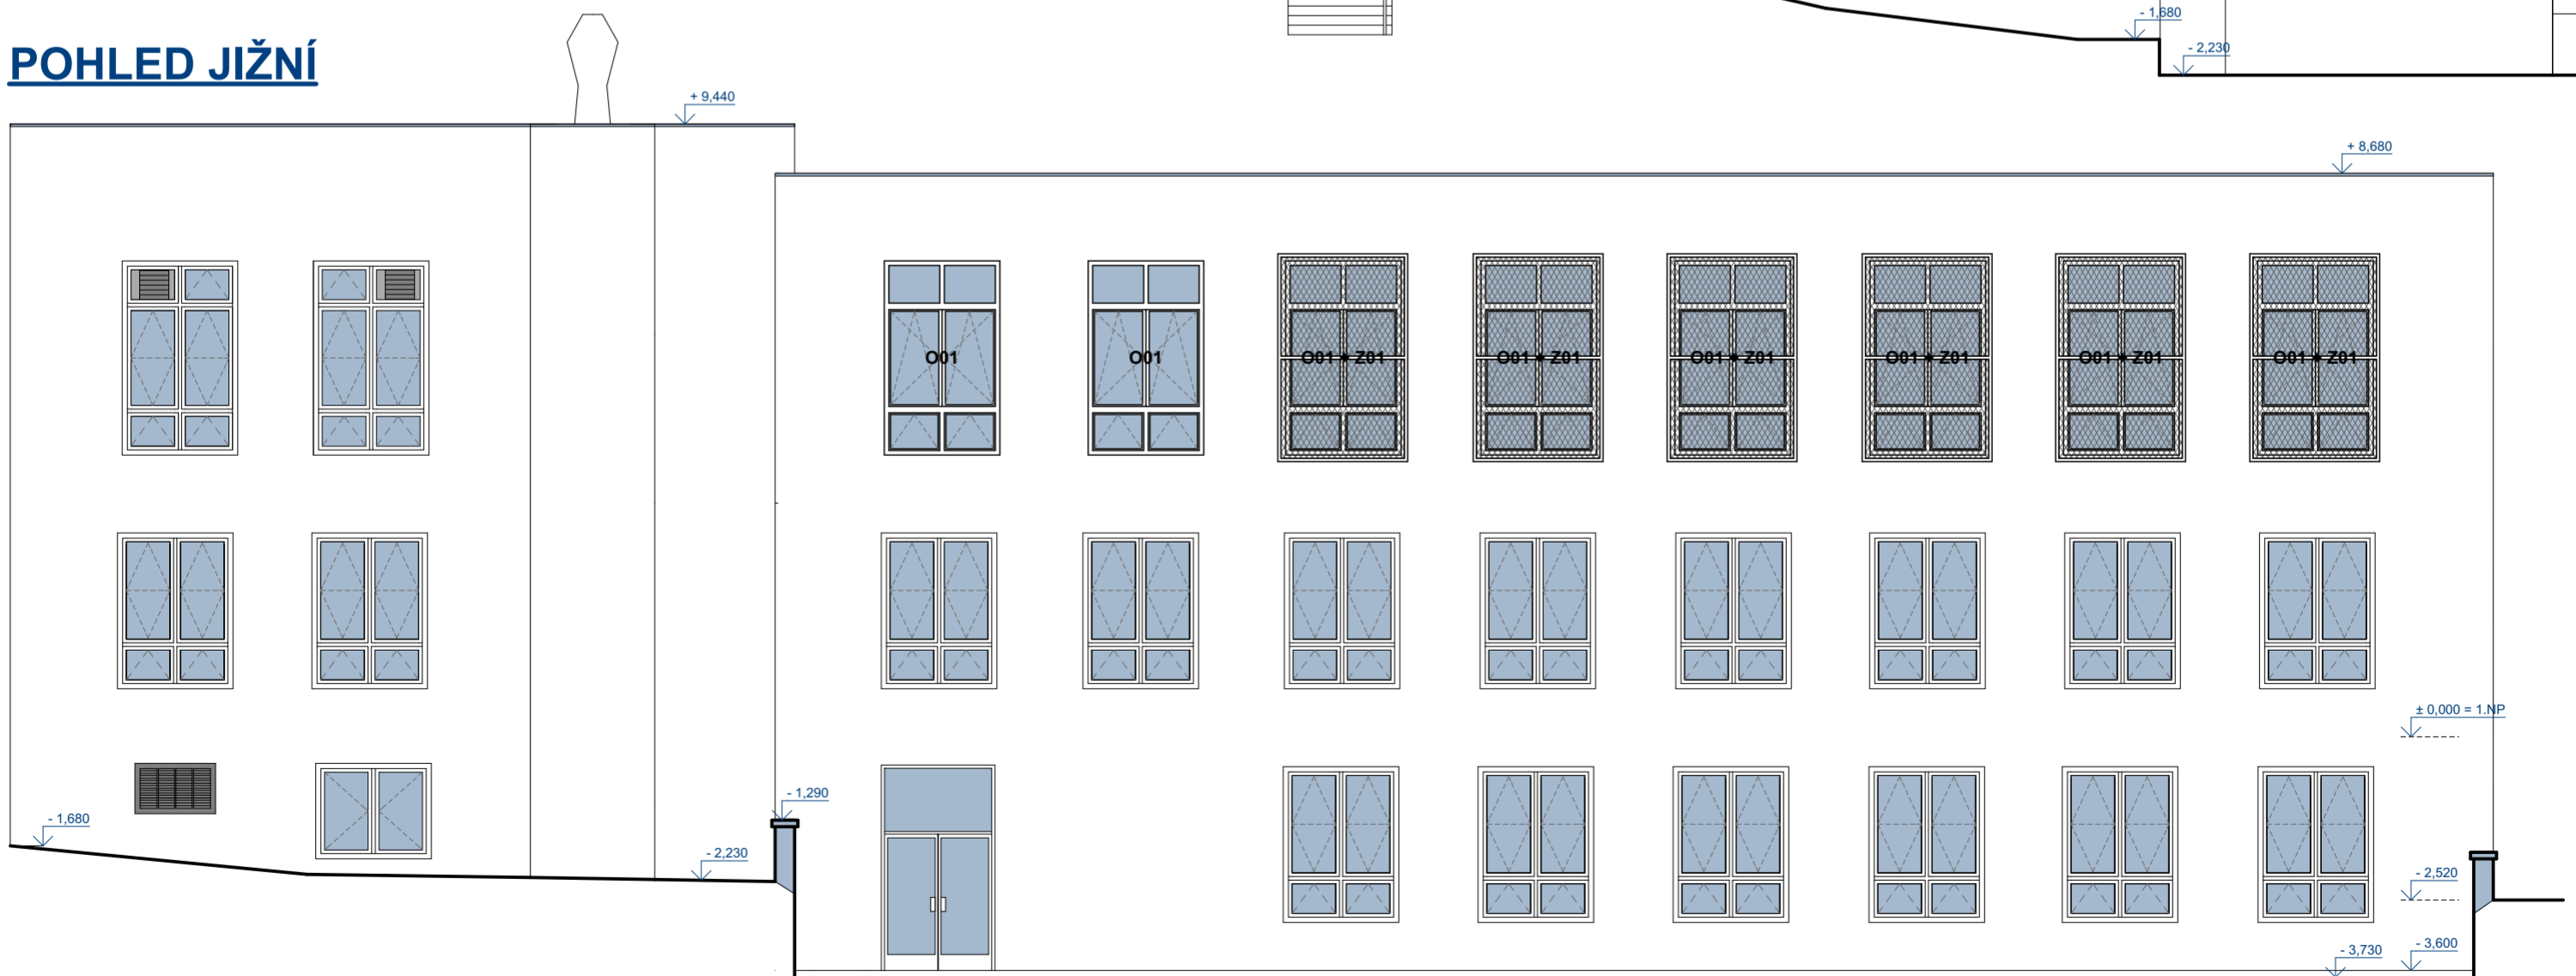 - 1,680
- 2,230
POHLED JIŽNÍ
+ 9,440
+ 8,680
O01
O01
O01 + Z01
O01 + Z01
O01 + Z01
O01 + Z01
O01 + Z01
O01 + Z01
± 0,000 = 1.NP
- 1,290
- 1,680
- 2,230
- 2,520
- 3,730
- 3,600